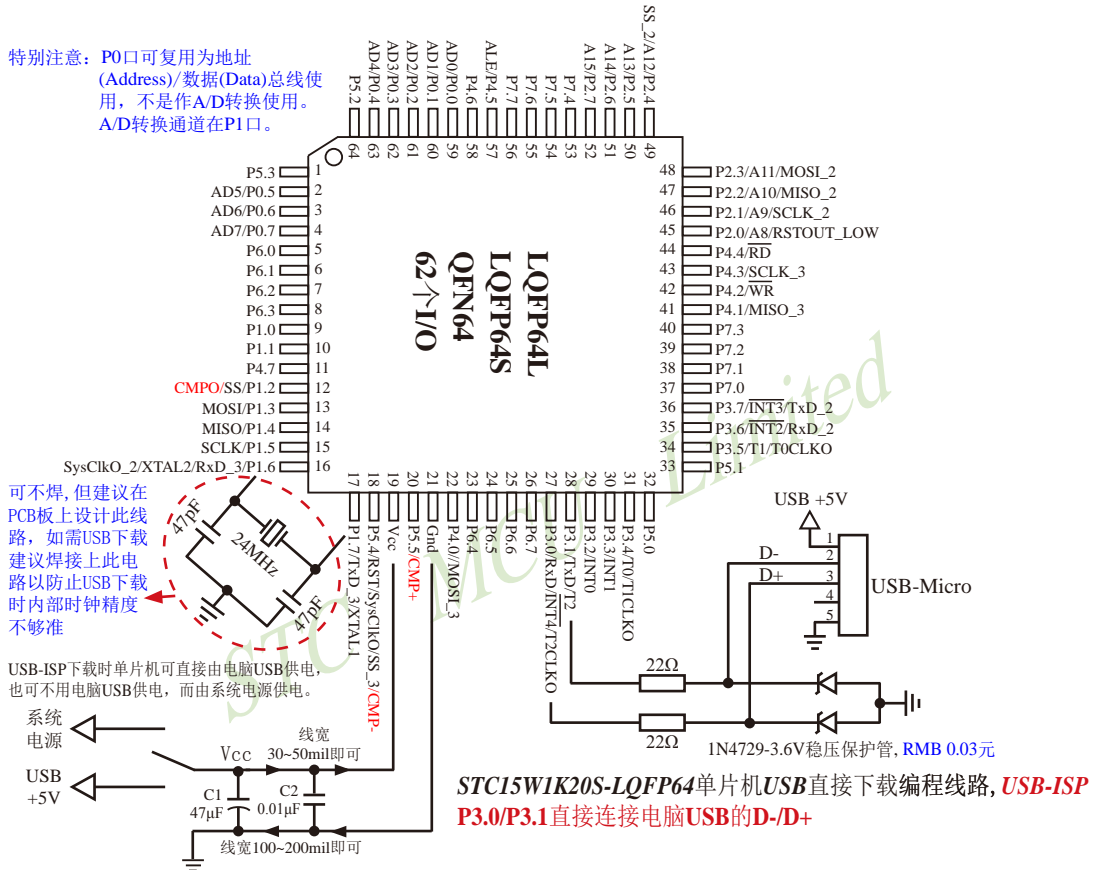 特别注意：P0口可复用为地址
(Address)/数据(Data)总线使
用，不是作A/D转换使用。
A/D转换通道在P1口。
P5.2
AD4/P0.4
AD3/P0.3
AD2/P0.2
AD1/P0.1
AD0/P0.0
P4.6
ALE/P4.5
P7.7
P7.6
P7.5
P7.4
A15/P2.7
A14/P2.6
A13/P2.5
SS_2/A12/P2.4
64
63
62
61
60
59
58
57
56
55
54
53
52
51
50
49
P5.3 1
AD5/P0.5 2
AD6/P0.6 3
AD7/P0.7 4
P6.0 5
P6.1 6
P6.2 7
P6.3 8
P1.0 9
P1.1 10
P4.7 11
CMPO/SS/P1.2 12
MOSI/P1.3 13
MISO/P1.4 14
SCLK/P1.5 15
SysClkO_2/XTAL2/RxD_3/P1.6 16
LQFP64L
LQFP64S
QFN64
62个I/O
48 P2.3/A11/MOSI_2
47 P2.2/A10/MISO_2
46 P2.1/A9/SCLK_2
45 P2.0/A8/RSTOUT_LOW
44 P4.4/RD
43 P4.3/SCLK_3
42 P4.2/WR
41 P4.1/MISO_3
40 P7.3
39 P7.2
38 P7.1
37 P7.0
36 P3.7/INT3/TxD_2
35 P3.6/INT2/RxD_2
34 P3.5/T1/T0CLKO
33 P5.1
17 P1.7/TxD_3/XTAL1
18 P5.4/RST/SysClkO/SS_3/CMP-
19 Vcc
20 P5.5/CMP+
21 Gnd
22 P4.0/MOSI_3
23 P6.4
24 P6.5
25 P6.6
26 P6.7
27 P3.0/RxD/INT4/T2CLKO
28 P3.1/TxD/T2
29 P3.2/INT0
30 P3.3/INT1
31 P3.4/T0/T1CLKO
32 P5.0
STC MCU Limited
可不焊,但建议在
PCB板上设计此线
路，如需USB下载
建议焊接上此电
路以防止USB下载
时内部时钟精度
不够准
47pF
24MHz
47pF
USB +5V
1
D- 2
D+ 3
4
5
USB-Micro
22Ω
22Ω
1N4729-3.6V稳压保护管, RMB 0.03元
USB-ISP下载时单片机可直接由电脑USB供电，
也可不用电脑USB供电，而由系统电源供电。
系统
电源
USB
+5V
Vcc
线宽
30~50mil即可
C1
47μF
C2
0.01μF
线宽100~200mil即可
STC15W1K20S-LQFP64单片机USB直接下载编程线路, USB-ISP
P3.0/P3.1直接连接电脑USB的D-/D+